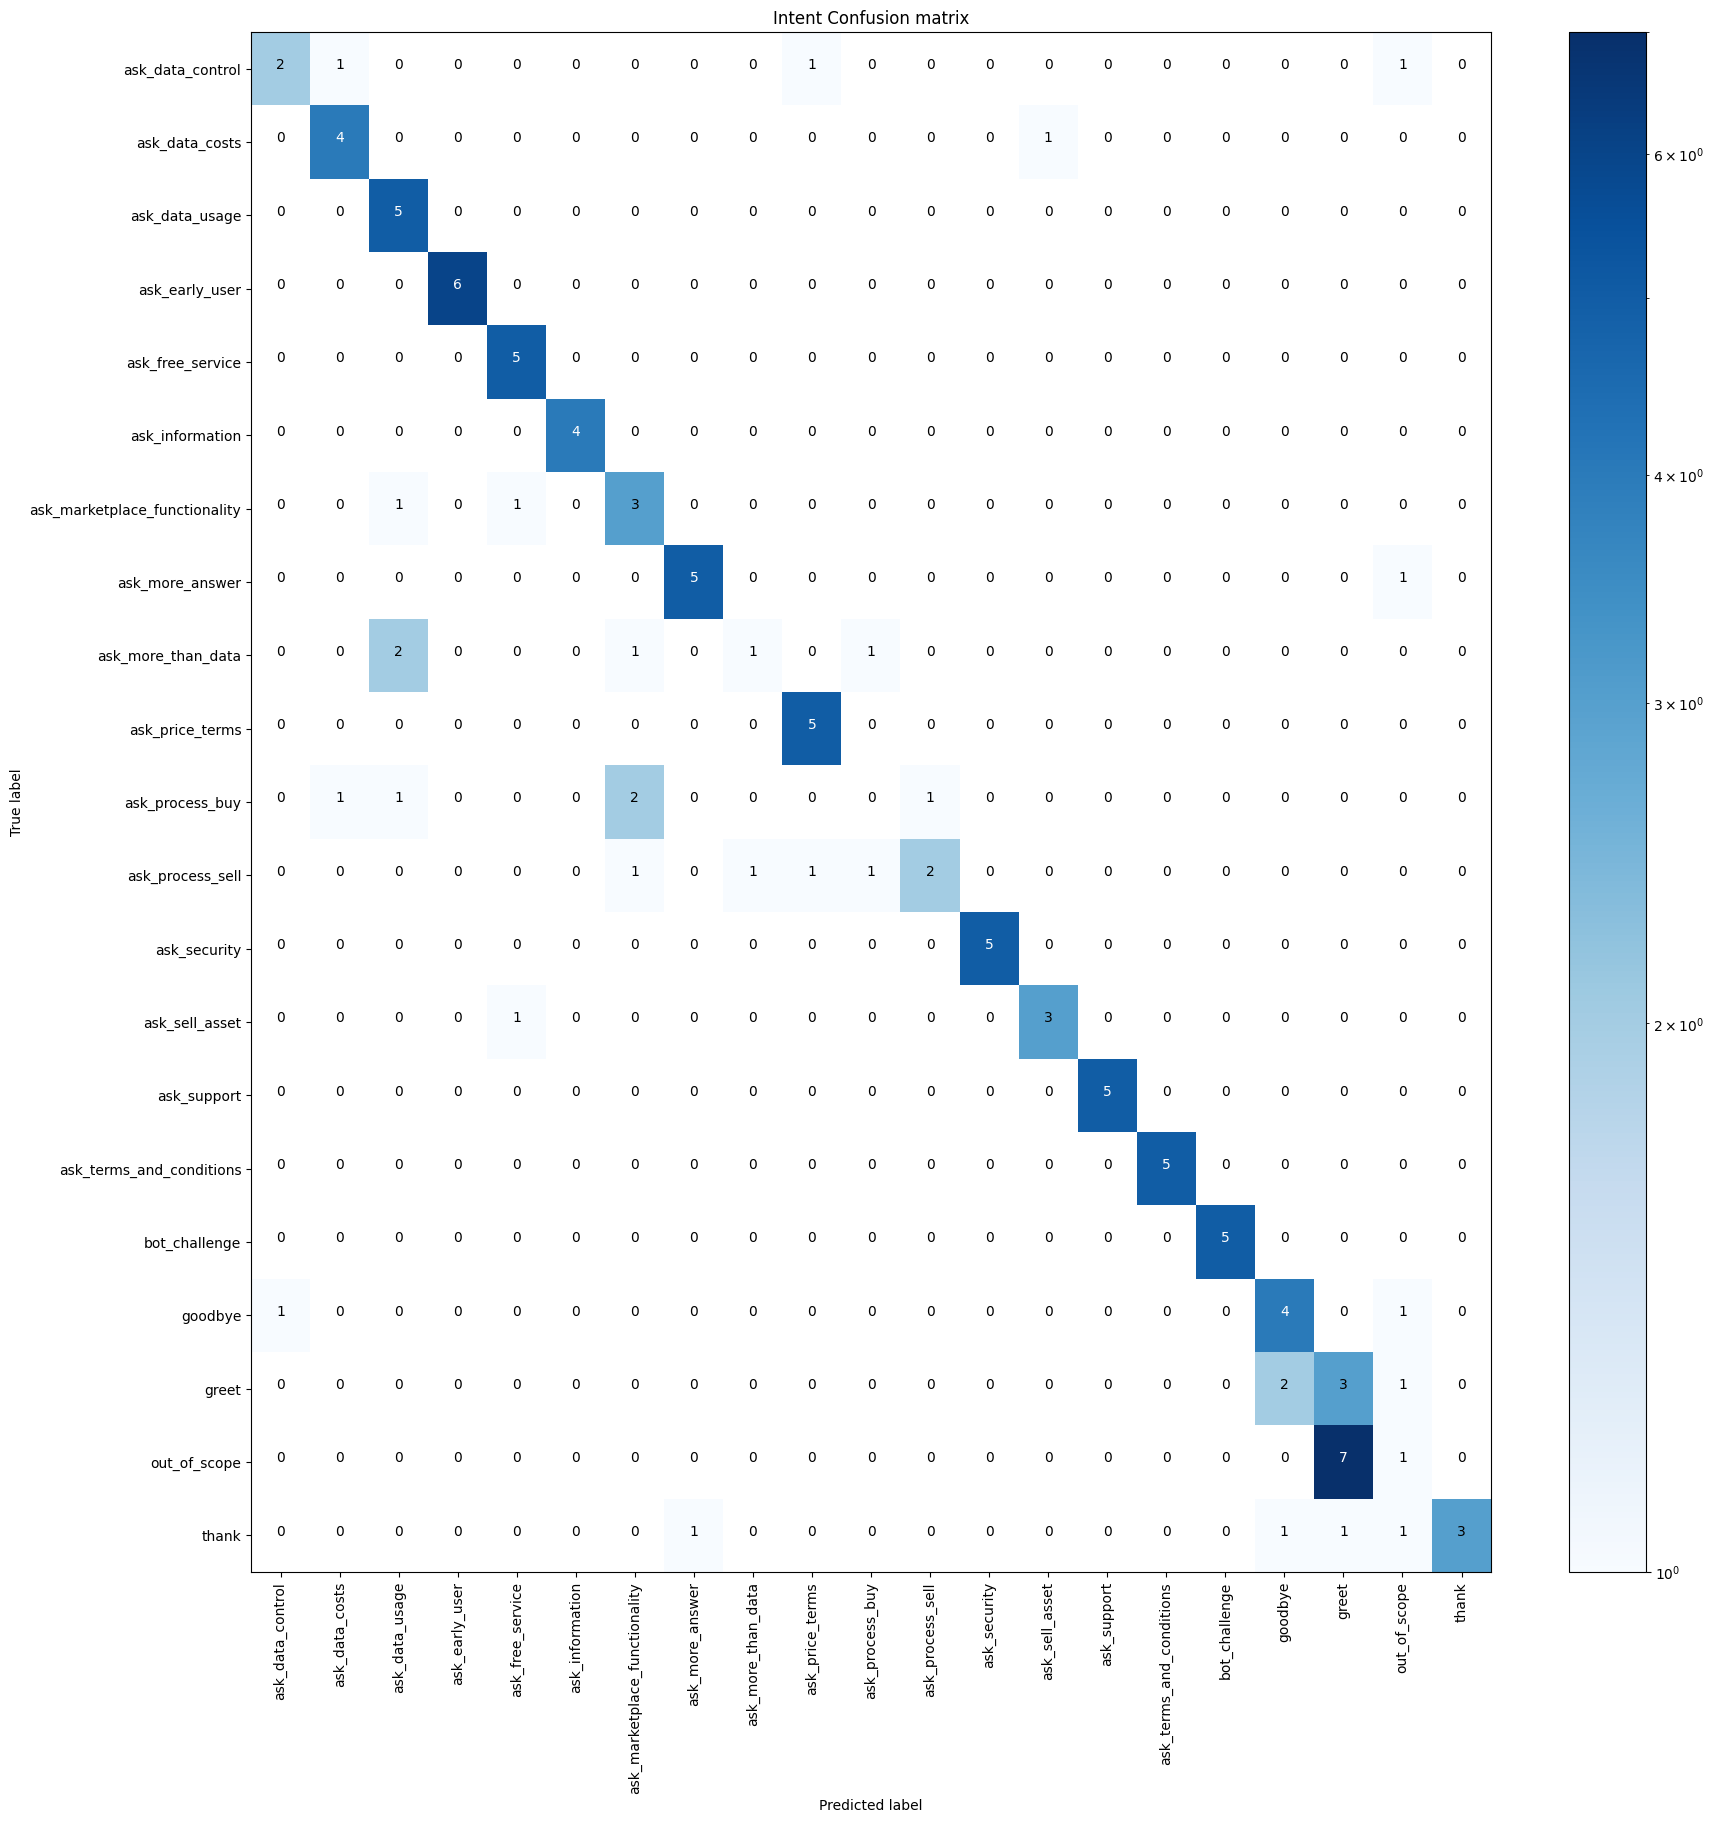 Intent Confusion matrix
ask_data_control 2 1 0 0 0 0 0 0 0 1 0 0 0 0 0 0 0 0 0 1 0
ask_data_costs 0 4 0 0 0 0 0 0 0 0 0 0 0 1 0 0 0 0 0 0 0
ask_data_usage 0 0 5 0 0 0 0 0 0 0 0 0 0 0 0 0 0 0 0 0 0
ask_early_user 0 0 0 6 0 0 0 0 0 0 0 0 0 0 0 0 0 0 0 0 0
ask_free_service 0 0 0 0 5 0 0 0 0 0 0 0 0 0 0 0 0 0 0 0 0
ask_information 0 0 0 0 0 4 0 0 0 0 0 0 0 0 0 0 0 0 0 0 0
ask_marketplace_functionality 0 0 1 0 1 0 3 0 0 0 0 0 0 0 0 0 0 0 0 0 0
ask_more_answer 0 0 0 0 0 0 0 5 0 0 0 0 0 0 0 0 0 0 0 1 0
ask_more_than_data 0 0 2 0 0 0 1 0 1 0 1 0 0 0 0 0 0 0 0 0 0
ask_price_terms 0 0 0 0 0 0 0 0 0 5 0 0 0 0 0 0 0 0 0 0 0
ask_process_buy 0 1 1 0 0 0 2 0 0 0 0 1 0 0 0 0 0 0 0 0 0
ask_process_sell 0 0 0 0 0 0 1 0 1 1 1 2 0 0 0 0 0 0 0 0 0
ask_security 0 0 0 0 0 0 0 0 0 0 0 0 5 0 0 0 0 0 0 0 0
ask_sell_asset 0 0 0 0 1 0 0 0 0 0 0 0 0 3 0 0 0 0 0 0 0
ask_support 0 0 0 0 0 0 0 0 0 0 0 0 0 0 5 0 0 0 0 0 0
ask_terms_and_conditions 0 0 0 0 0 0 0 0 0 0 0 0 0 0 0 5 0 0 0 0 0
bot_challenge 0 0 0 0 0 0 0 0 0 0 0 0 0 0 0 0 5 0 0 0 0
goodbye 1 0 0 0 0 0 0 0 0 0 0 0 0 0 0 0 0 4 0 1 0
greet 0 0 0 0 0 0 0 0 0 0 0 0 0 0 0 0 0 2 3 1 0
out_of_scope 0 0 0 0 0 0 0 0 0 0 0 0 0 0 0 0 0 0 7 1 0
thank 0 0 0 0 0 0 0 1 0 0 0 0 0 0 0 0 0 1 1 1 3
True label
ask_data_control
ask_data_costs
ask_data_usage
ask_early_user
ask_free_service
ask_information
ask_marketplace_functionality
ask_more_answer
ask_more_than_data
ask_price_terms
ask_process_buy
ask_process_sell
ask_security
ask_sell_asset
ask_support
ask_terms_and_conditions
bot_challenge
goodbye
greet
out_of_scope
thank
Predicted label
6 × 10⁰
4 × 10⁰
3 × 10⁰
2 × 10⁰
10⁰